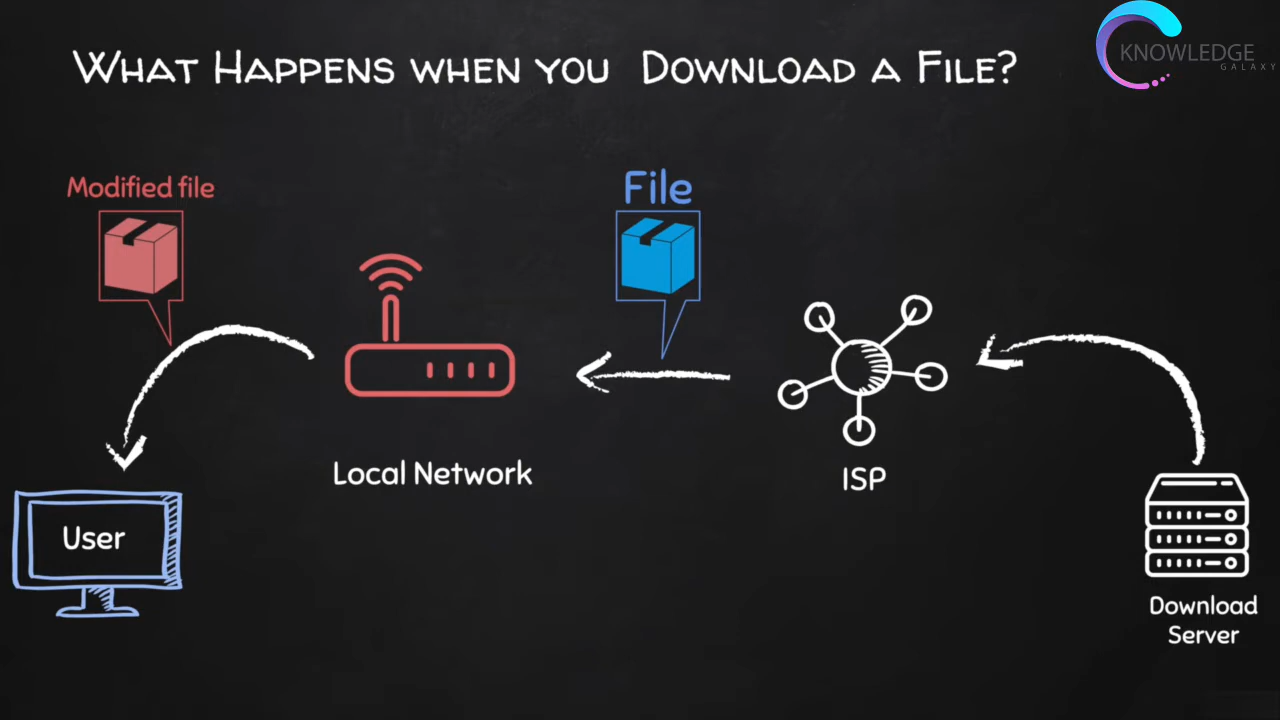 What Happens when you Download a File?
KNOWLEDGE
GALAXY
Modified file
File
Local Network
ISP
User
Download
Server